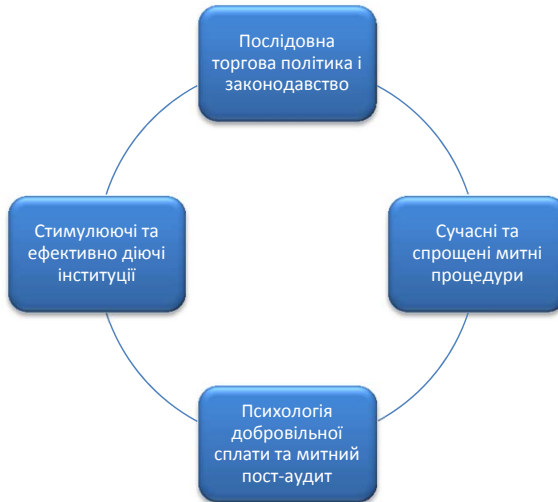 Послідовна
торгова політика і
законодавство
Стимулюючі та
ефективно діючі
інституції
Сучасні та
спрощені митні
процедури
Психологія
добровільної
сплати та митний
пост-аудит